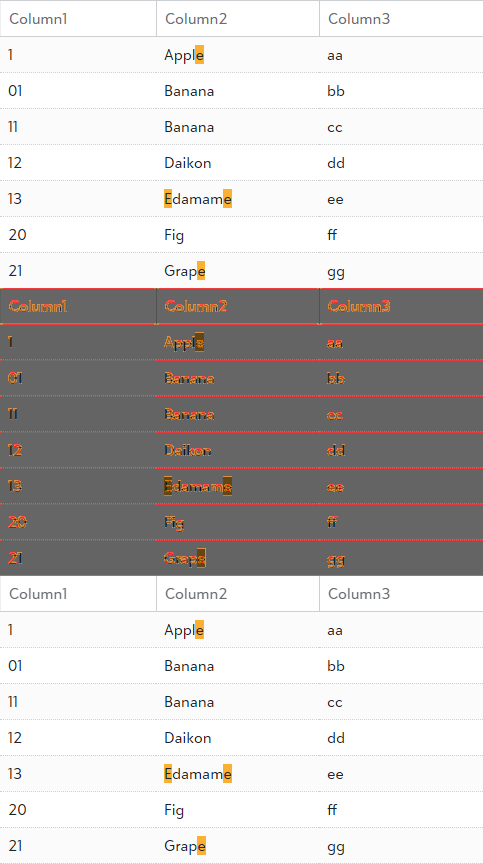 Column1 Column2 Column3
1 Apple aa
01 Banana bb
11 Banana cc
12 Daikon dd
13 Edamame ee
20 Fig ff
21 Grape gg
Column1 Column2 Column3
1 Apple aa
01 Banana bb
11 Banana cc
12 Daikon dd
13 Edamame ee
20 Fig ff
21 Grape gg
Column1 Column2 Column3
1 Apple aa
01 Banana bb
11 Banana cc
12 Daikon dd
13 Edamame ee
20 Fig ff
21 Grape gg